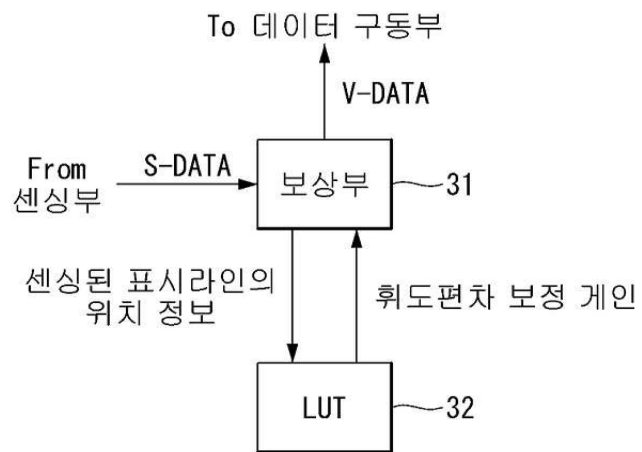 To 데이터 구동부
V-DATA
From
센싱부
S-DATA
보상부
31
센싱된 표시라인의
위치 정보
휘도편차 보정 게인
LUT
32